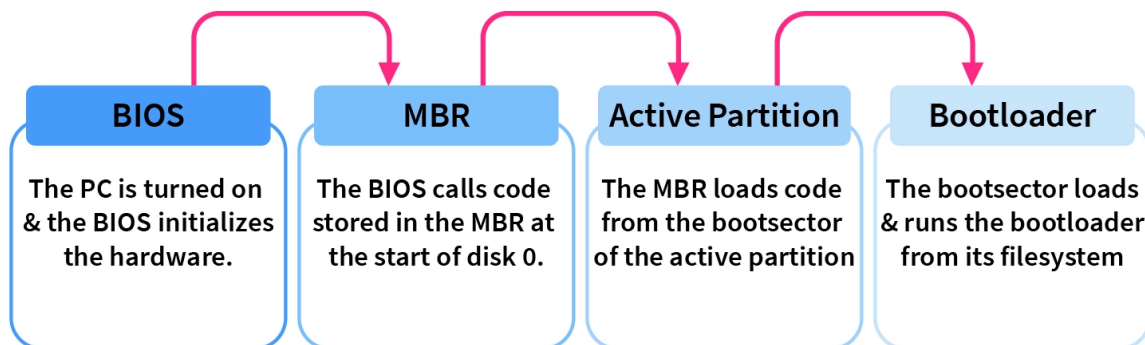 BIOS
The PC is turned on
& the BIOS initializes
the hardware.
MBR
The BIOS calls code
stored in the MBR at
the start of disk 0.
Active Partition
The MBR loads code
from the bootsector
of the active partition
Bootloader
The bootsector loads
& runs the bootloader
from its filesystem